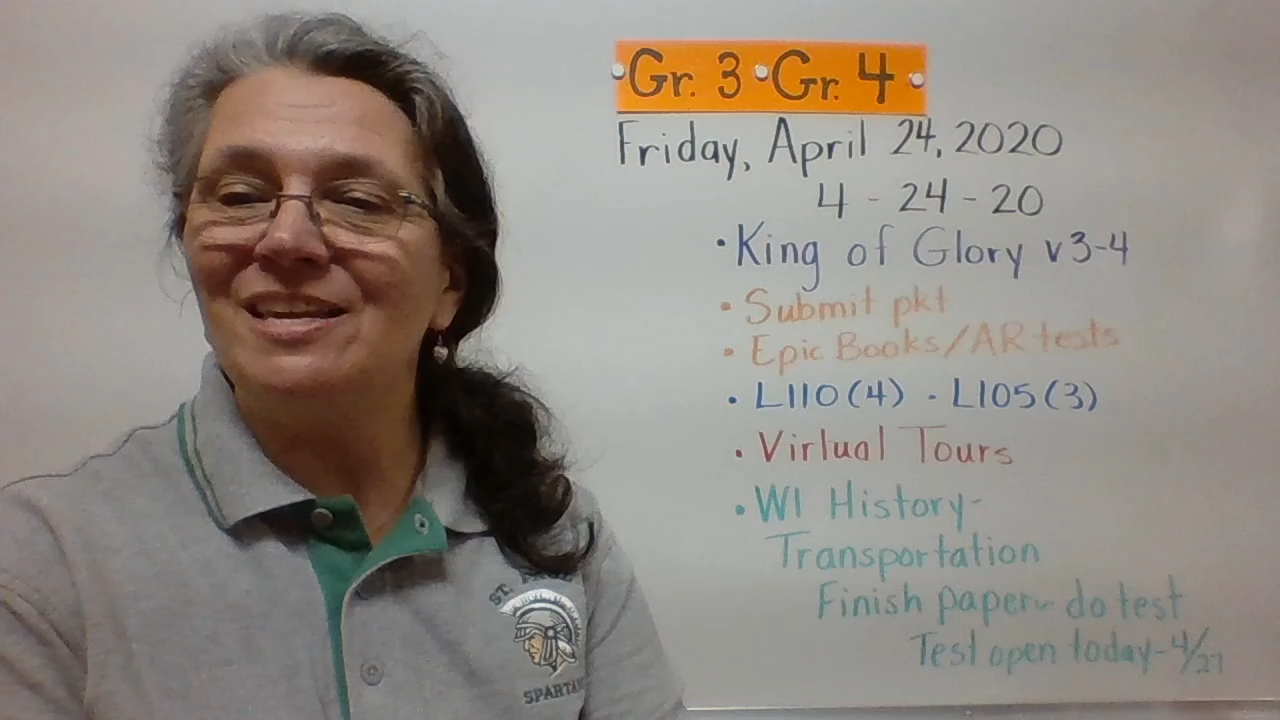 Gr. 3 • Gr. 4
Friday, April 24, 2020
4 - 24 - 20
• King of Glory v3-4
• Submit pkt
• Epic Books/AR tests
• L110(4) • L105(3)
• Virtual Tours
• WI History-
Transportation
Finish paper~ do test
Test open today-4/27
ST.
SPARTANS